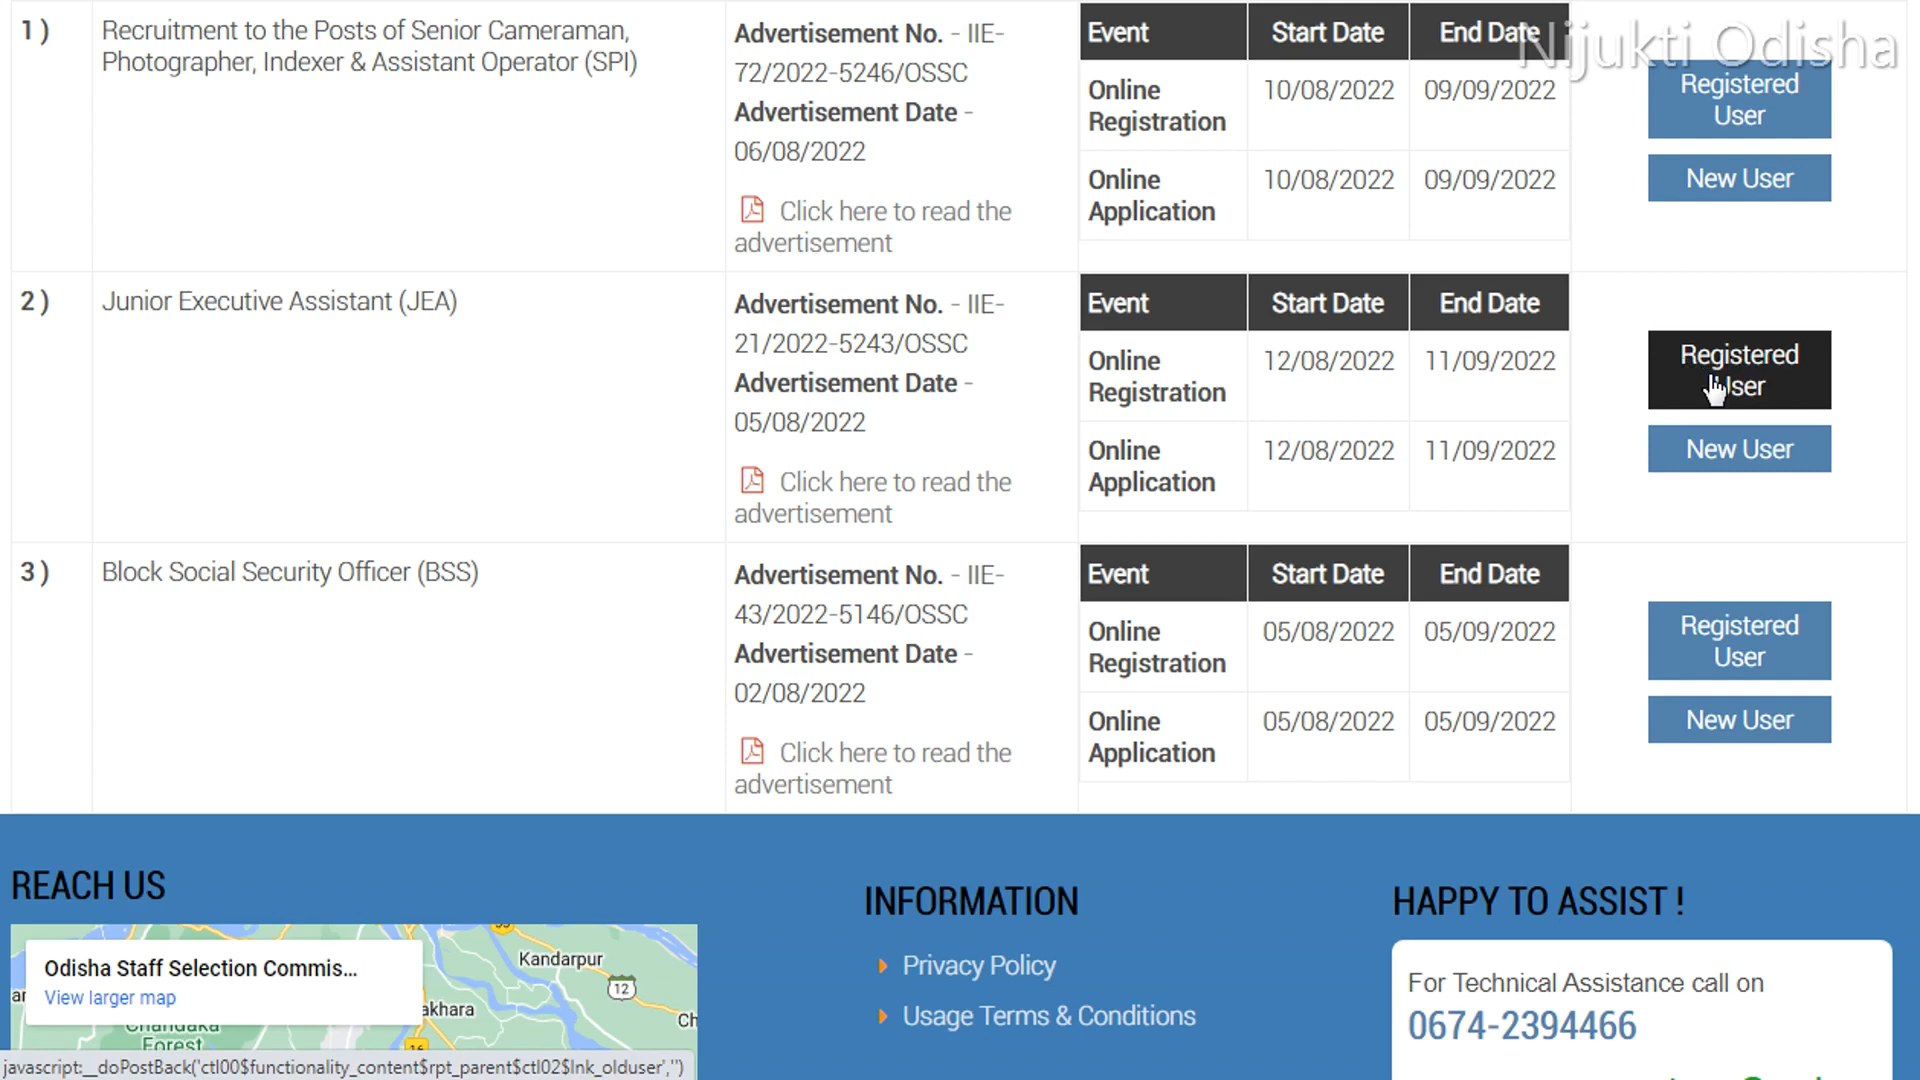 Nijukti Odisha
1 )
Recruitment to the Posts of Senior Cameraman,
Photographer, Indexer & Assistant Operator (SPI)
Advertisement No. - IIE-
72/2022-5246/OSSC
Advertisement Date -
06/08/2022
Click here to read the
advertisement
Event Start Date End Date
Online
Registration
10/08/2022 09/09/2022
Online
Application
10/08/2022 09/09/2022
Registered
User
New User
2 )
Junior Executive Assistant (JEA)
Advertisement No. - IIE-
21/2022-5243/OSSC
Advertisement Date -
05/08/2022
Click here to read the
advertisement
Event Start Date End Date
Online
Registration
12/08/2022 11/09/2022
Online
Application
12/08/2022 11/09/2022
Registered
User
New User
3 )
Block Social Security Officer (BSS)
Advertisement No. - IIE-
43/2022-5146/OSSC
Advertisement Date -
02/08/2022
Click here to read the
advertisement
Event Start Date End Date
Online
Registration
05/08/2022 05/09/2022
Online
Application
05/08/2022 05/09/2022
Registered
User
New User
REACH US
Odisha Staff Selection Commis...
View larger map
Kandarpur
12
akhara
Ch
Chandaka
Forest
16
INFORMATION
Privacy Policy
Usage Terms & Conditions
HAPPY TO ASSIST !
For Technical Assistance call on
0674-2394466
javascript:__doPostBack('ctl00$functionality_content$rpt_parent$ctl02$lnk_olduser','')